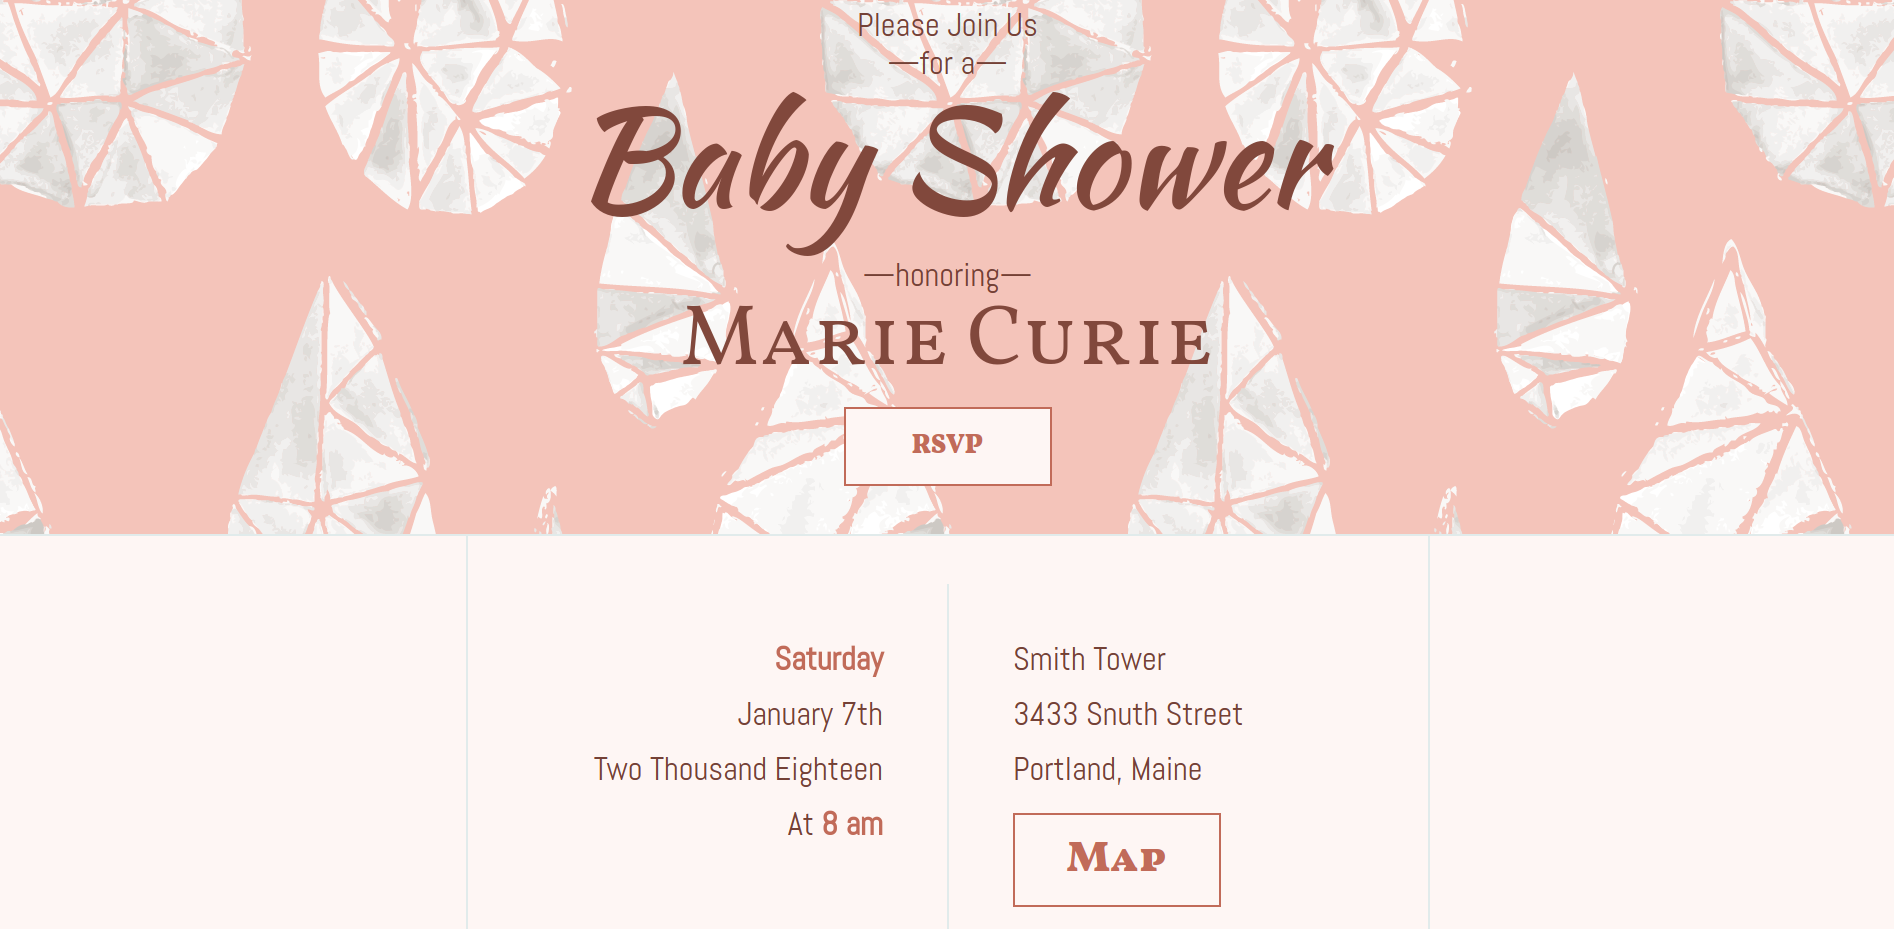 Please Join Us
—for a—
Baby Shower
—honoring—
Marie Curie
RSVP
Saturday
January 7th
Two Thousand Eighteen
At 8 am
Smith Tower
3433 Snuth Street
Portland, Maine
Map